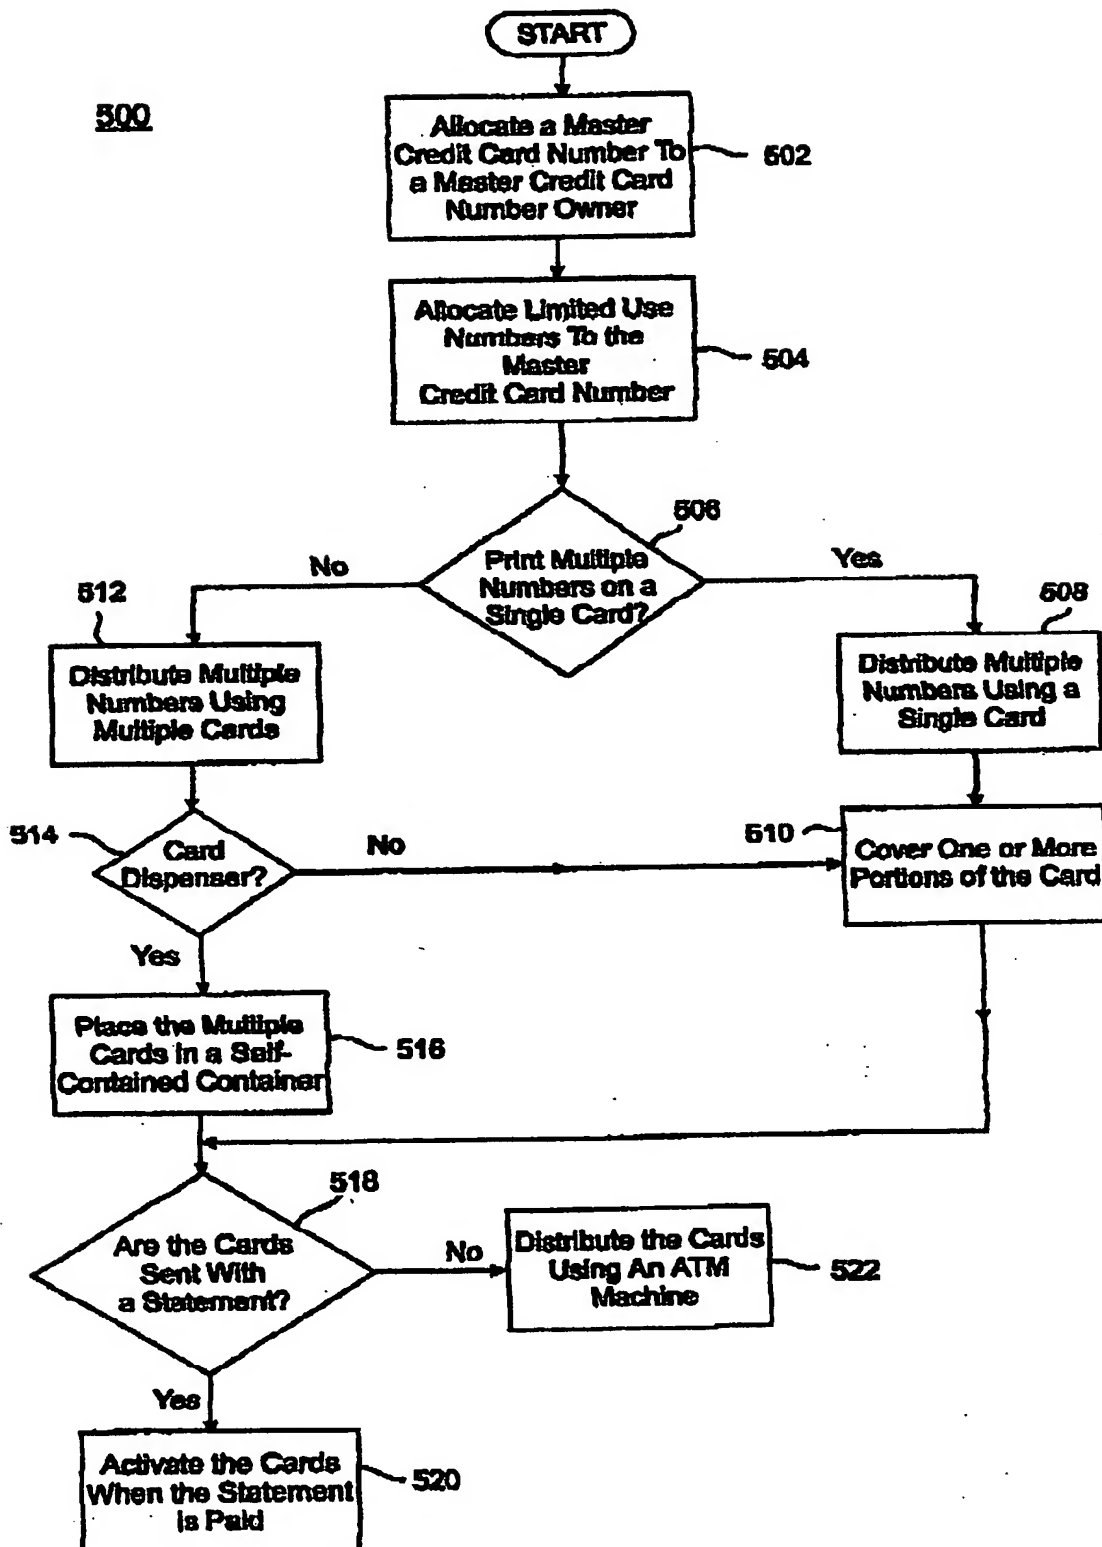 START
500
Allocate a Master
Credit Card Number To
a Master Credit Card
Number Owner
502
Allocate Limited Use
Numbers To the
Master
Credit Card Number
504
506
Print Multiple
Numbers on a
Single Card?
No
Yes
512
508
Distribute Multiple
Numbers Using
Multiple Cards
Distribute Multiple
Numbers Using a
Single Card
514
Card
Dispenser?
No
510
Cover One or More
Portions of the Card
Yes
Place the Multiple
Cards in a Self-
Contained Container
516
518
Are the Cards
Sent With
a Statement?
No
Distribute the Cards
Using An ATM
Machine
522
Yes
Activate the Cards
When the Statement
is Paid
520